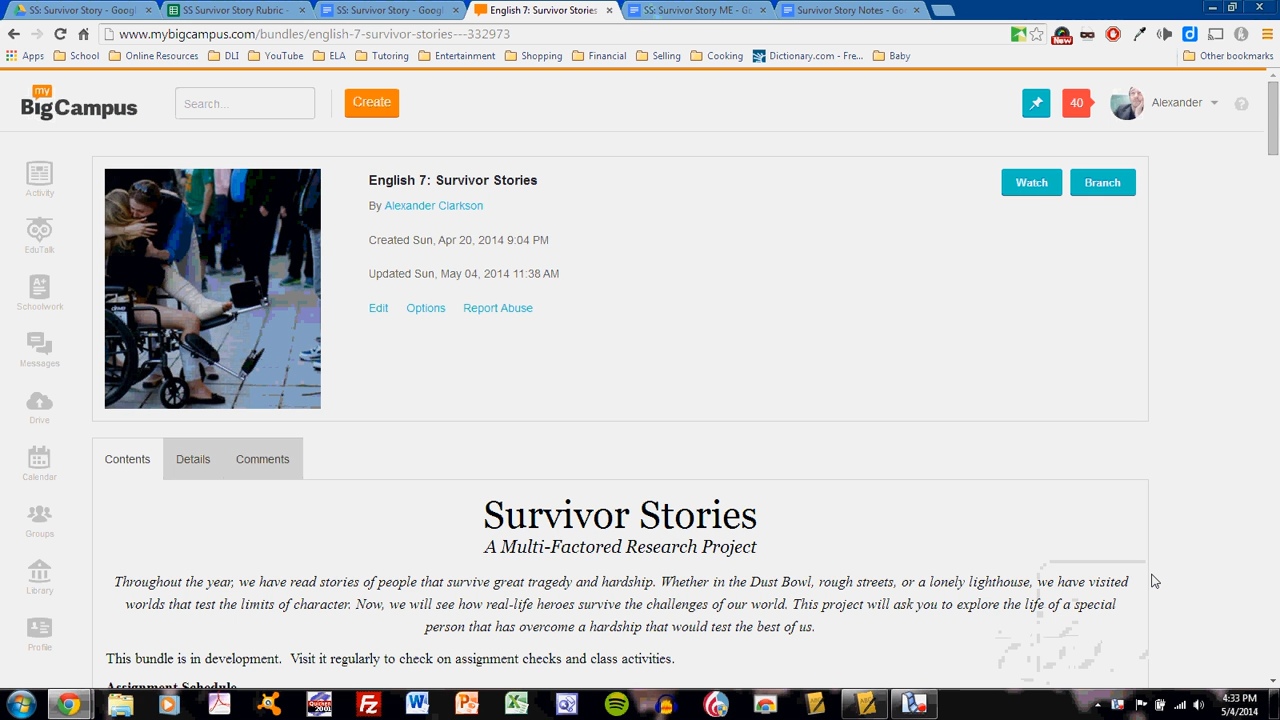 SS: Survivor Story - Googl
SS Survivor Story Rubric -
Survivor Story - Googl
English 7: Survivor Stories
SS: Survivor Story ME - Go
Survivor Story Notes - Go
www.mybigcampus.com/bundles/english-7-survivor-stories---332973
New
Apps School Online Resources DLI YouTube ELA Tutoring Entertainment Shopping Financial Selling Cooking Dictionary.com - Fre... Baby Other bookmarks
my
BigCampus
Search...
Create
40
Alexander
Activity
EduTalk
A+
Schoolwork
Messages
Drive
Calendar
Groups
Library
Profile
English 7: Survivor Stories
By Alexander Clarkson
Created Sun, Apr 20, 2014 9:04 PM
Updated Sun, May 04, 2014 11:38 AM
Edit Options Report Abuse
Watch Branch
Contents Details Comments
Survivor Stories
A Multi-Factored Research Project
Throughout the year, we have read stories of people that survive great tragedy and hardship. Whether in the Dust Bowl, rough streets, or a lonely lighthouse, we have visited
worlds that test the limits of character. Now, we will see how real-life heroes survive the challenges of our world. This project will ask you to explore the life of a special
person that has overcome a hardship that would test the best of us.
This bundle is in development. Visit it regularly to check on assignment checks and class activities.
Assignment Schedule
4:33 PM
5/4/2014